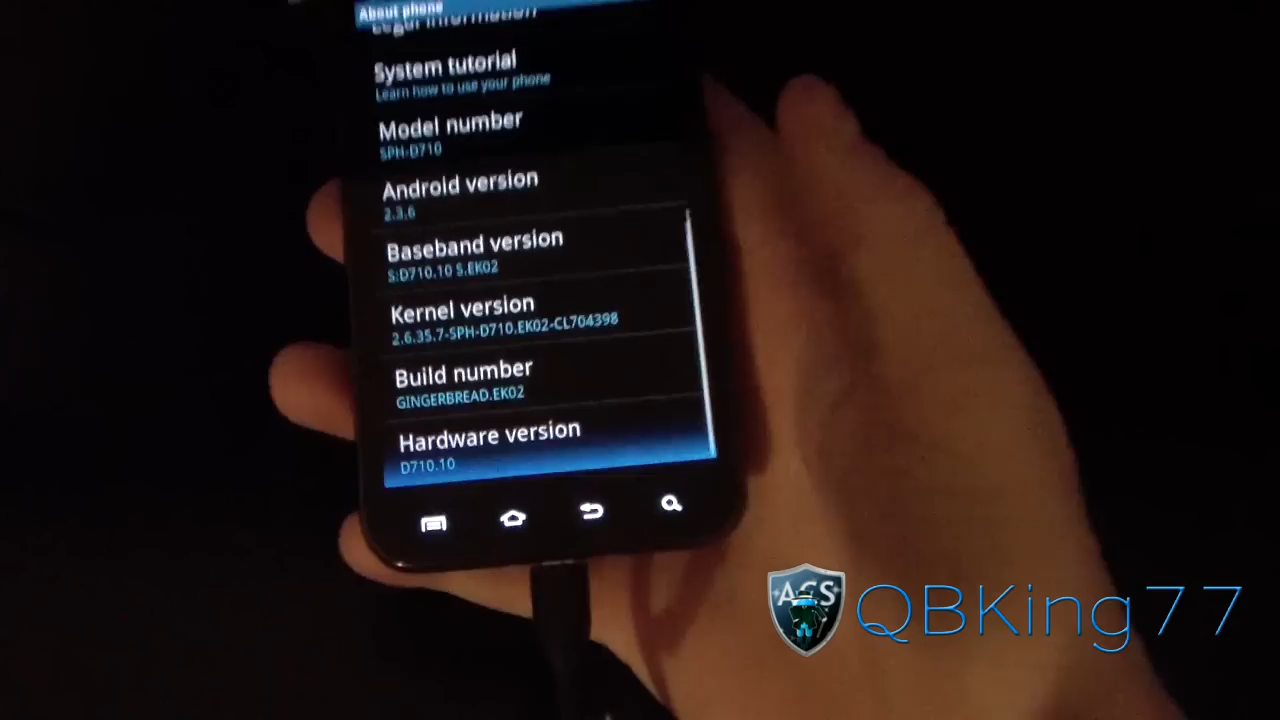 About phone
Legal information
System tutorial
Learn how to use your phone
Model number
SPH-D710
Android version
2.3.6
Baseband version
S:D710.10 S.EK02
Kernel version
2.6.35.7-SPH-D710.EK02-CL704398
Build number
GINGERBREAD.EK02
Hardware version
D710.10
ACS
QBKing77